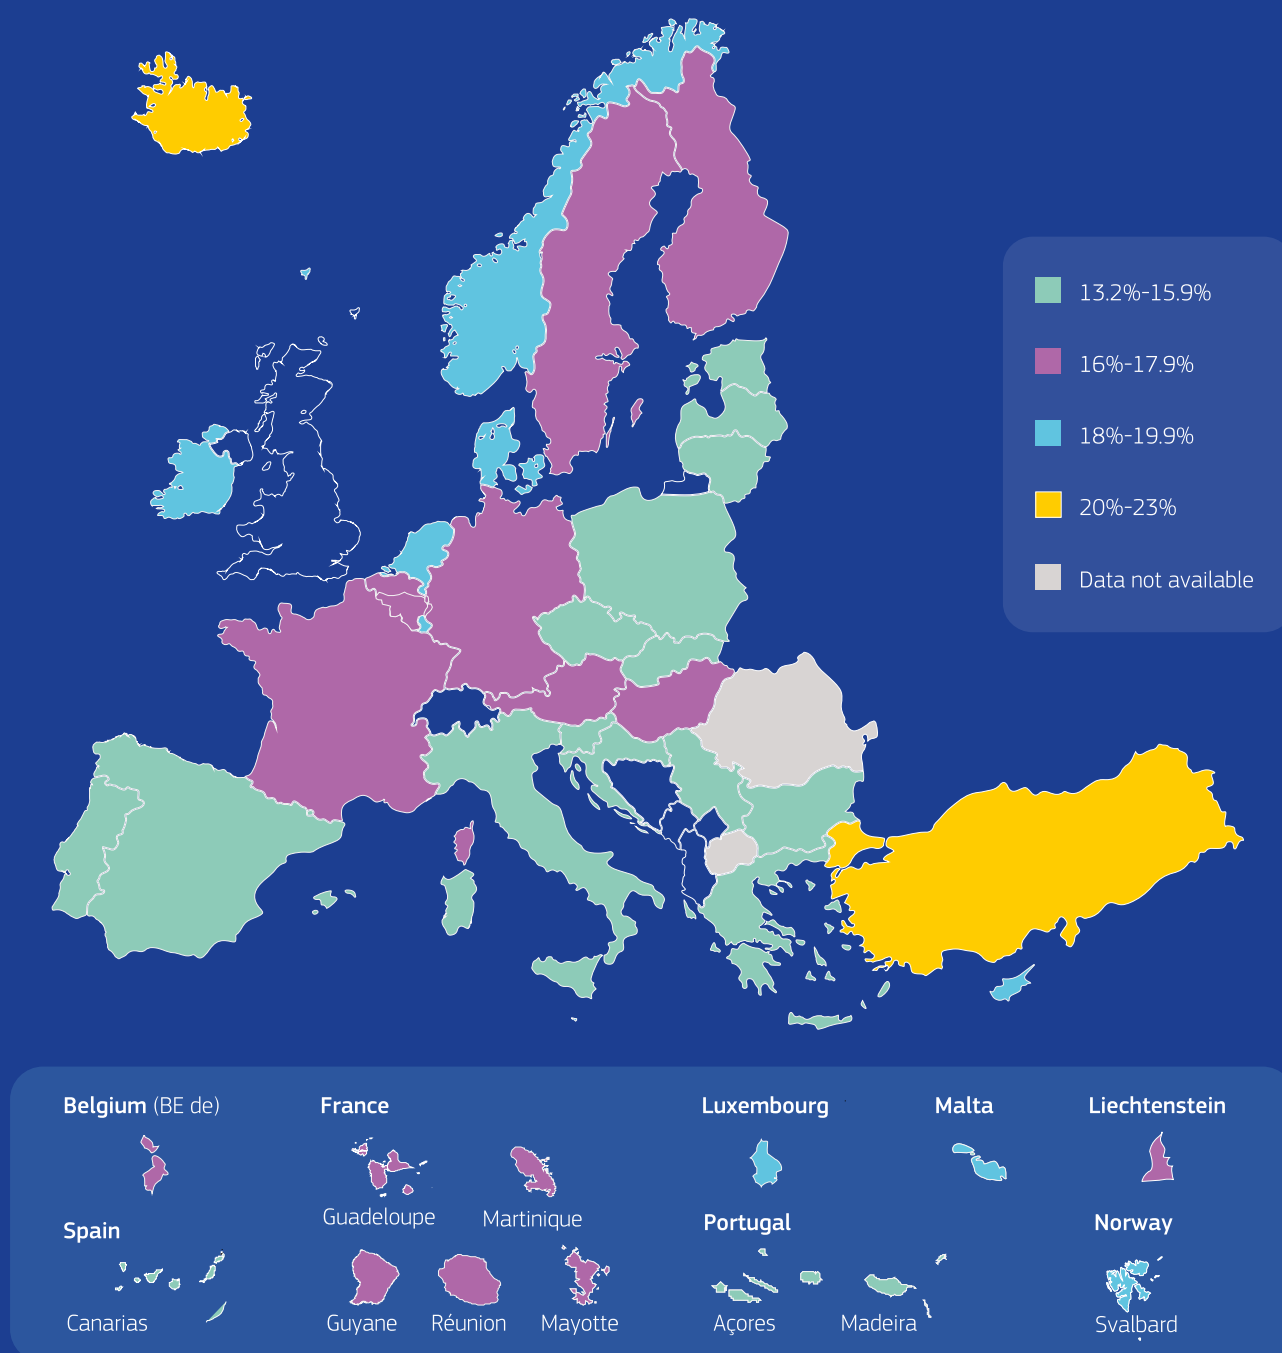 13.2%-15.9%
16%-17.9%
18%-19.9%
20%-23%
Data not available
Belgium (BE de)
France
Luxembourg
Malta
Liechtenstein
Guadeloupe
Martinique
Spain
Portugal
Norway
Canarias
Guyane
Réunion
Mayotte
Açores
Madeira
Svalbard